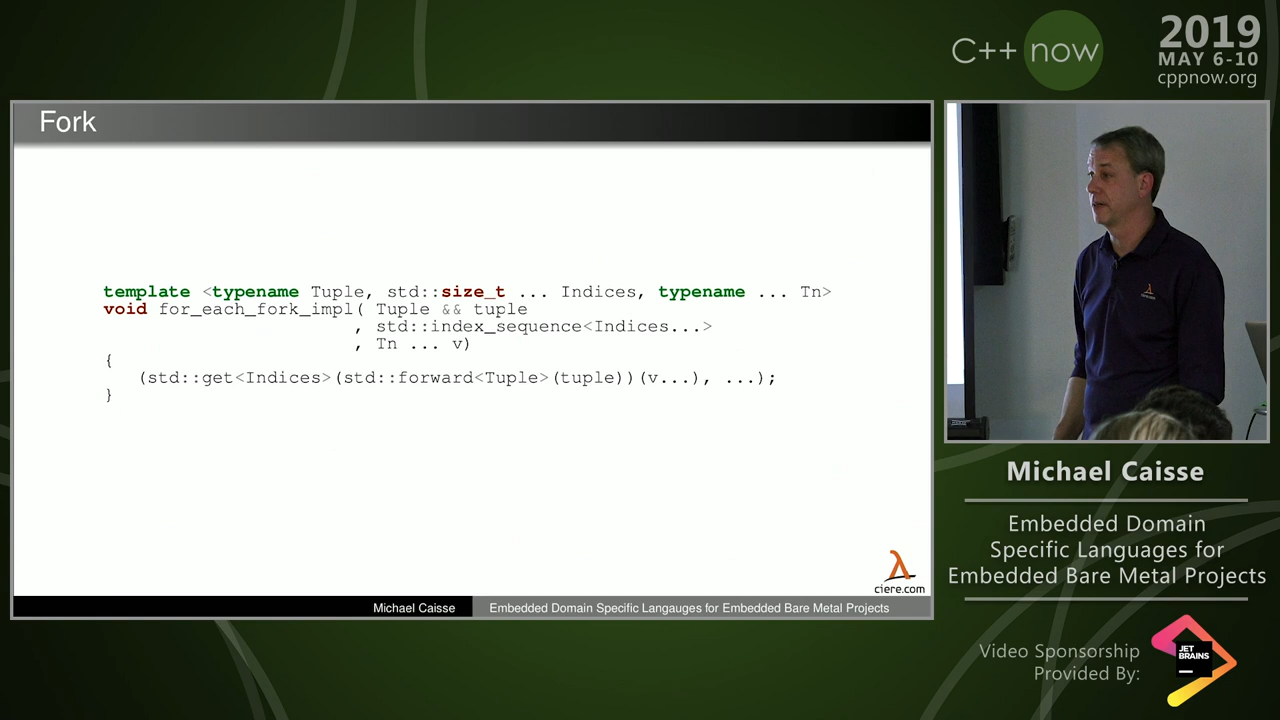 C++ now
2019
MAY 6-10
cppnow.org
Fork
template <typename Tuple, std::size_t ... Indices, typename ... Tn>
void for_each_fork_impl( Tuple && tuple
, std::index_sequence<Indices...>
, Tn ... v)
{
(std::get<Indices>(std::forward<Tuple>(tuple))(v...), ...);
}
λ
ciere.com
Michael Caisse
Embedded Domain Specific Langauges for Embedded Bare Metal Projects
Michael Caisse
Embedded Domain
Specific Languages for
Embedded Bare Metal Projects
Video Sponsorship
Provided By:
JET
BRAINS